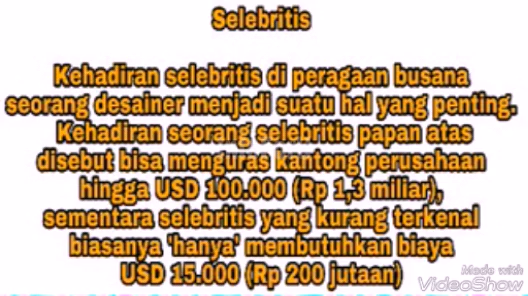 Selebritis
Kehadiran selebritis di peragaan busana
seorang desainer menjadi suatu hal yang penting.
Kehadiran seorang selebritis papan atas
disebut bisa menguras kantong perusahaan
hingga USD 100.000 (Rp 1,3 miliar),
sementara selebritis yang kurang terkenal
biasanya 'hanya' membutuhkan biaya
USD 15.000 (Rp 200 jutaan)
Made with
VideoShow